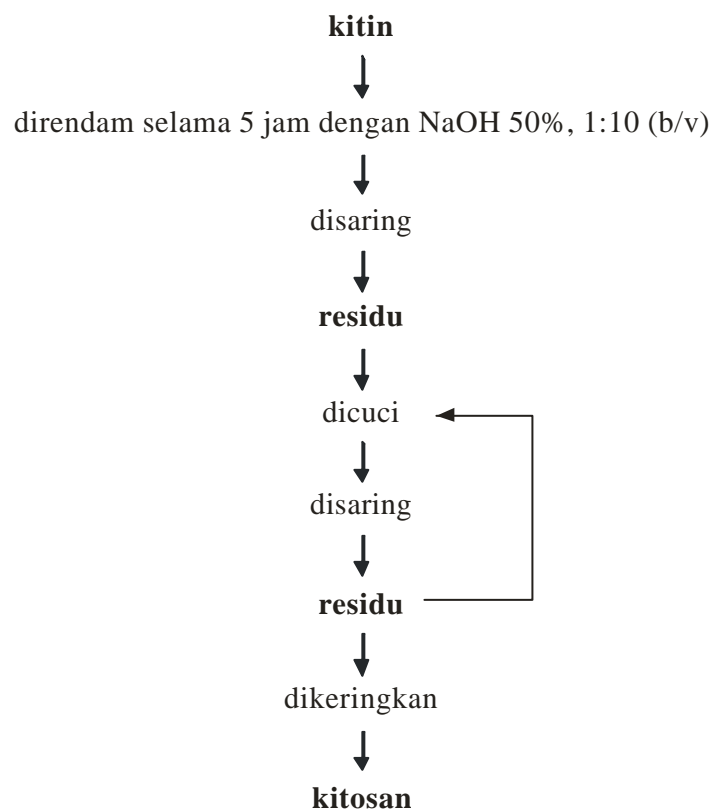 kitin
direndam selama 5 jam dengan NaOH 50%, 1:10 (b/v)
disaring
residu
dicuci
disaring
residu
dikeringkan
kitosan